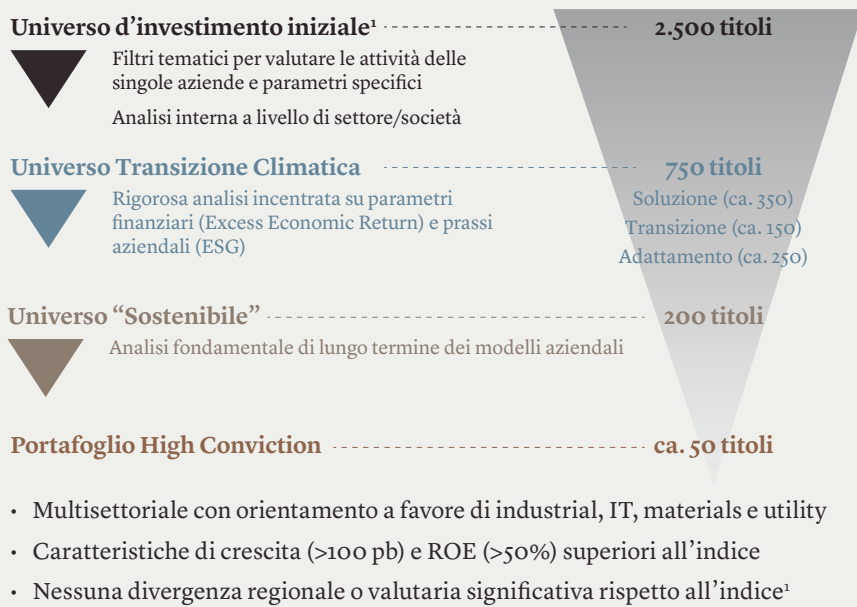 Universo d’investimento iniziale¹ 2.500 titoli
Filtri tematici per valutare le attività delle
singole aziende e parametri specifici
Analisi interna a livello di settore/società
Universo Transizione Climatica 750 titoli
Rigorosa analisi incentrata su parametri
finanziari (Excess Economic Return) e prassi
aziendali (ESG)
Soluzione (ca. 350)
Transizione (ca. 150)
Adattamento (ca. 250)
Universo “Sostenibile” 200 titoli
Analisi fondamentale di lungo termine dei modelli aziendali
Portafoglio High Conviction ca. 50 titoli
• Multisettoriale con orientamento a favore di industrial, IT, materials e utility
• Caratteristiche di crescita (>100 pb) e ROE (>50%) superiori all’indice
• Nessuna divergenza regionale o valutaria significativa rispetto all’indice¹